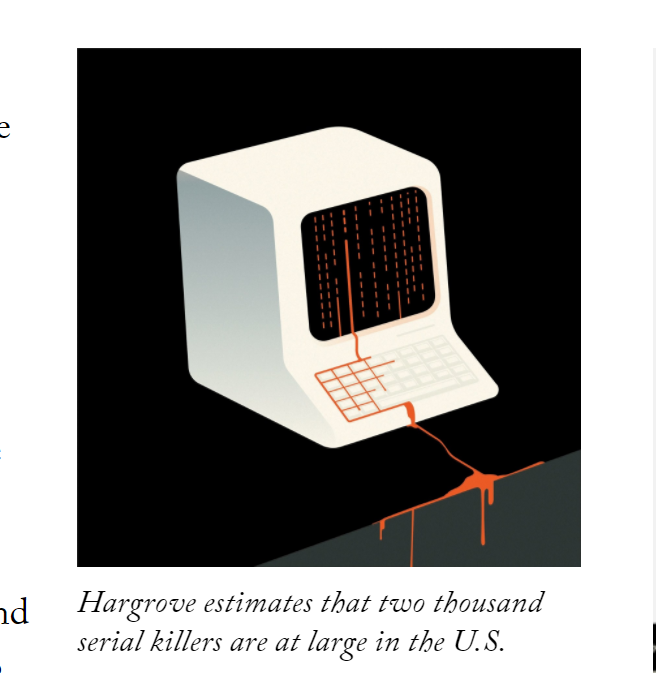 e
nd
Hargrove estimates that two thousand
serial killers are at large in the U.S.